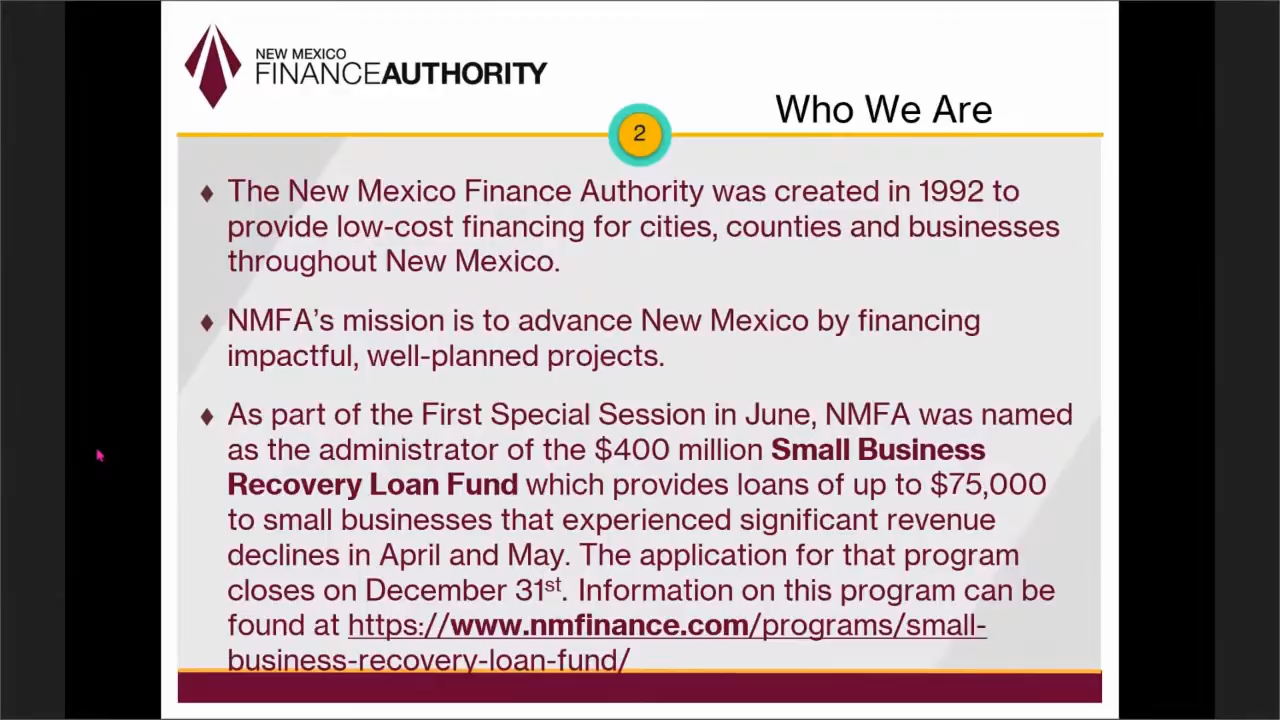 NEW MEXICO
FINANCEAUTHORITY
Who We Are
2
The New Mexico Finance Authority was created in 1992 to
provide low-cost financing for cities, counties and businesses
throughout New Mexico.
NMFA’s mission is to advance New Mexico by financing
impactful, well-planned projects.
As part of the First Special Session in June, NMFA was named
as the administrator of the $400 million Small Business
Recovery Loan Fund which provides loans of up to $75,000
to small businesses that experienced significant revenue
declines in April and May. The application for that program
closes on December 31st. Information on this program can be
found at https://www.nmfinance.com/programs/small-
business-recovery-loan-fund/